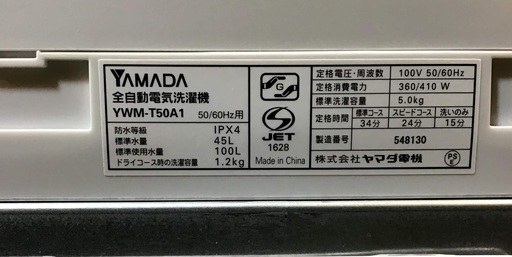 YAMADA
全自動電気洗濯機
YWM-T50A1 50/60Hz用
防水等級 IPX4
標準水量 45L
標準使用水量 100L
ドライコース時の洗濯容量 1.2kg
G
S
JET
1628
Made in China
定格電圧・周波数 100V 50/60Hz
定格消費電力 360/410 W
標準洗濯容量 5.0kg
定格時間 標準コース 34分 スピードコース 24分 洗いのみ 15分
製造番号 548130
株式会社 ヤマダ電機
PS
E